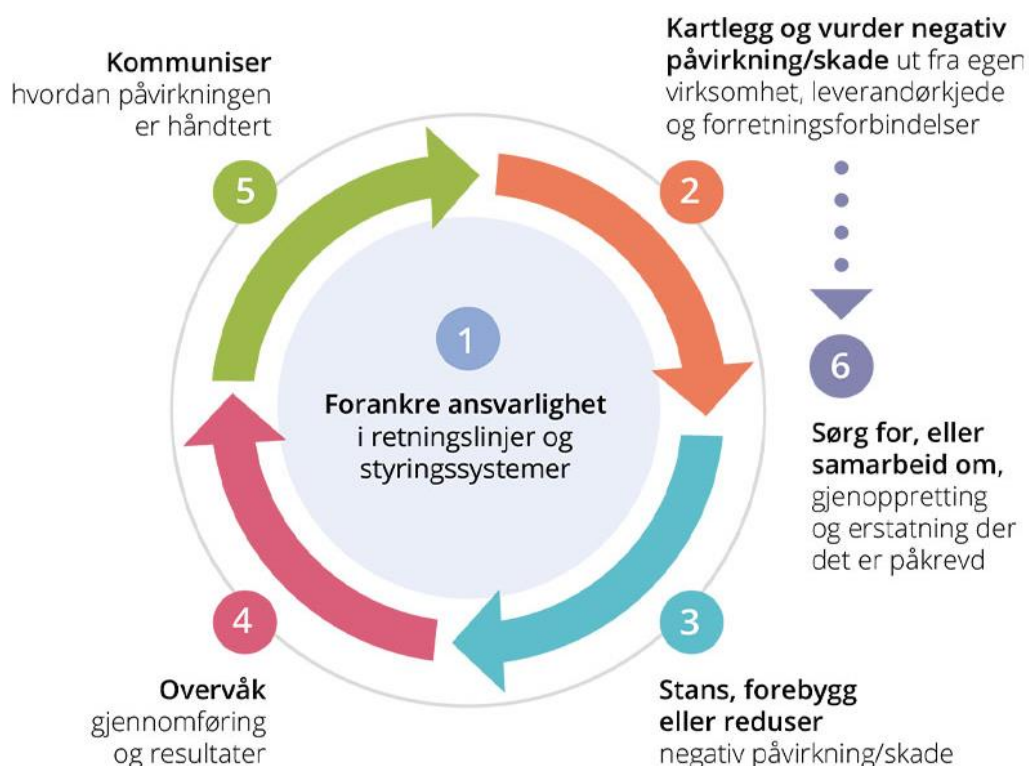 1
Forankre ansvarlighet
i retningslinjer og
styringssystemer
2
Kartlegg og vurder negativ
påvirkning/skade ut fra egen
virksomhet, leverandørkjede
og forretningsforbindelser
3
Stans, forebygg
eller reduser
negativ påvirkning/skade
4
Overvåk
gjennomføring
og resultater
5
Kommuniser
hvordan påvirkningen
er håndtert
6
Sørg for, eller
samarbeid om,
gjenoppretting
og erstatning der
det er påkrevd